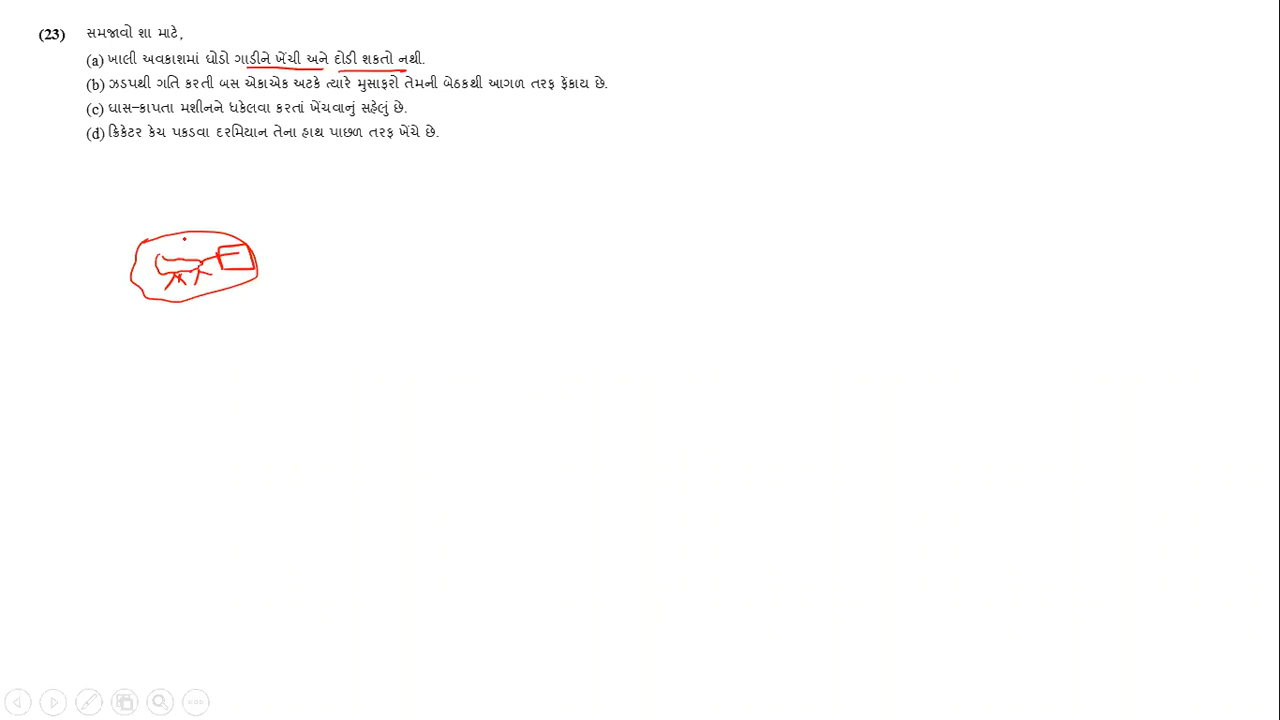 (23) સમજાવો શા માટે,
(a) ખાલી અવકાશમાં ઘોડો ગાડીને ખેંચી અને દોડી શકતો નથી.
(b) ઝડપથી ગતિ કરતી બસ એકાએક અટકે ત્યારે મુસાફરો તેમની બેઠકથી આગળ તરફ ફેંકાય છે.
(c) ઘાસ-કાપતા મશીનને ધકેલવા કરતાં ખેંચવાનું સહેલું છે.
(d) ક્રિકેટર કેચ પકડવા દરમિયાન તેના હાથ પાછળ તરફ ખેંચે છે.